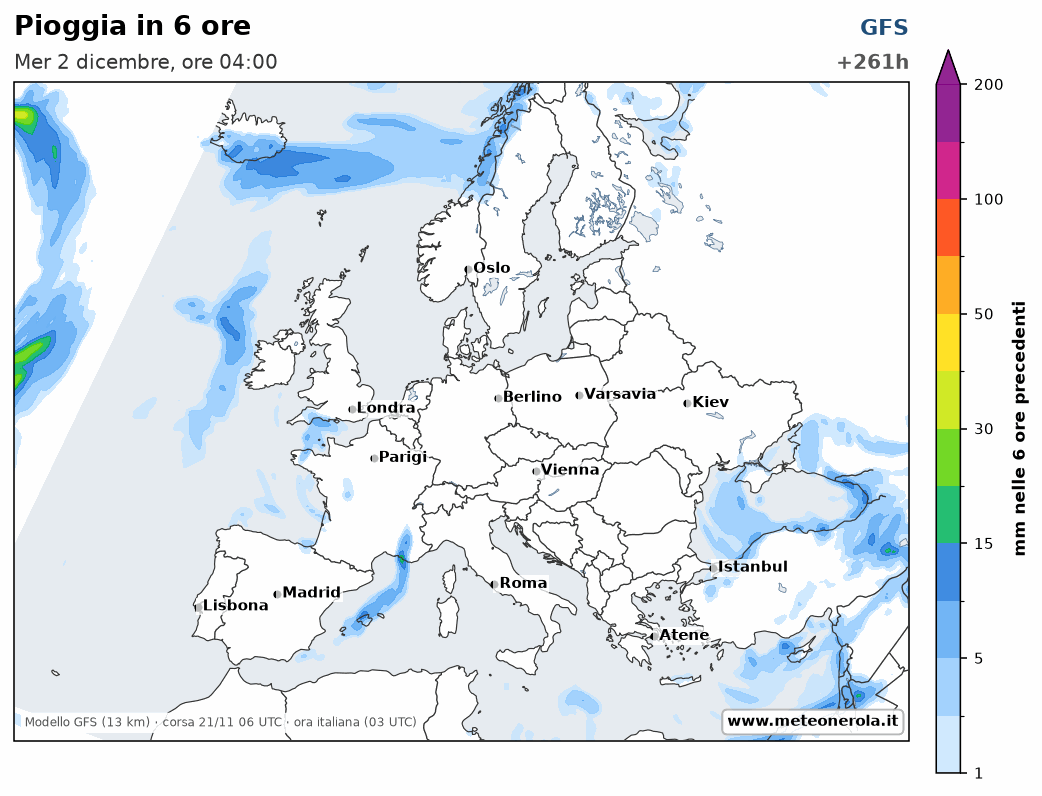 Pioggia in 6 ore
GFS
Mer 2 dicembre, ore 04:00
+261h
200
100
50
30
15
5
1
mm nelle 6 ore precedenti
Oslo
Berlino
Varsavia
Kiev
Londra
Parigi
Vienna
Istanbul
Roma
Madrid
Lisbona
Atene
Modello GFS (13 km) · corsa 21/11 06 UTC · ora italiana (03 UTC)
www.meteonerola.it